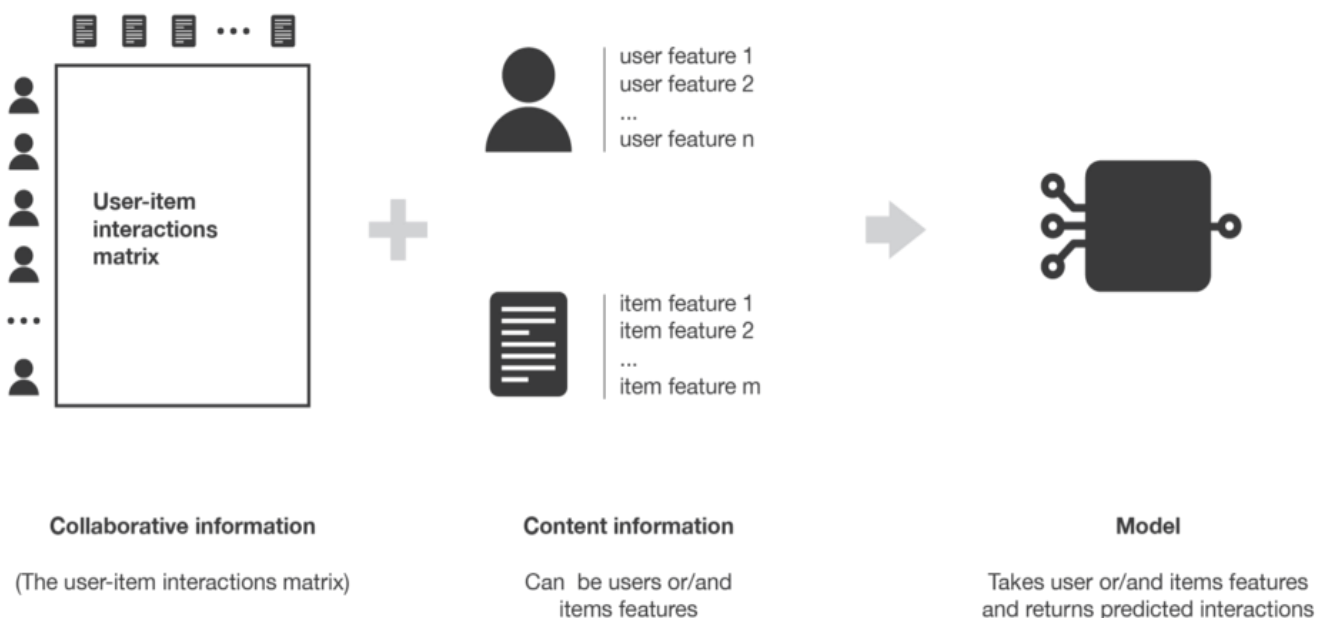 User-item
interactions
matrix
user feature 1
user feature 2
...
user feature n
item feature 1
item feature 2
...
item feature m
Collaborative information
(The user-item interactions matrix)
Content information
Can be users or/and
items features
Model
Takes user or/and items features
and returns predicted interactions